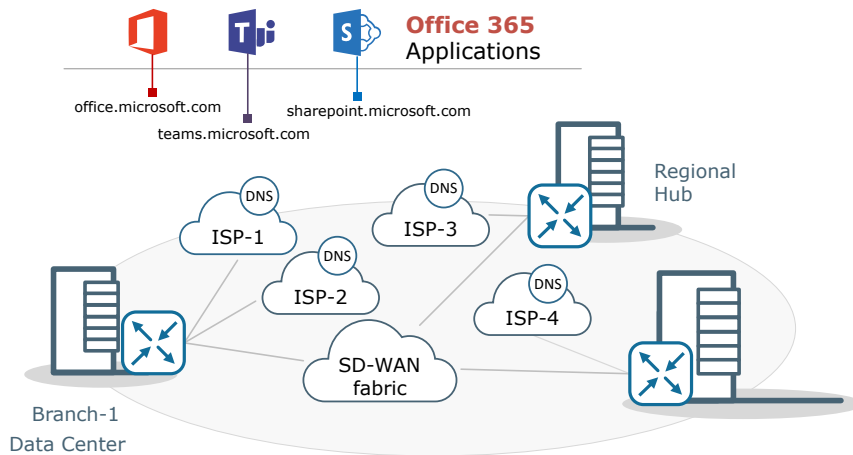 Office 365
Applications
office.microsoft.com
sharepoint.microsoft.com
teams.microsoft.com
Regional
Hub
DNS
ISP-1
DNS
ISP-3
DNS
ISP-2
DNS
ISP-4
SD-WAN
fabric
Branch-1
Data Center